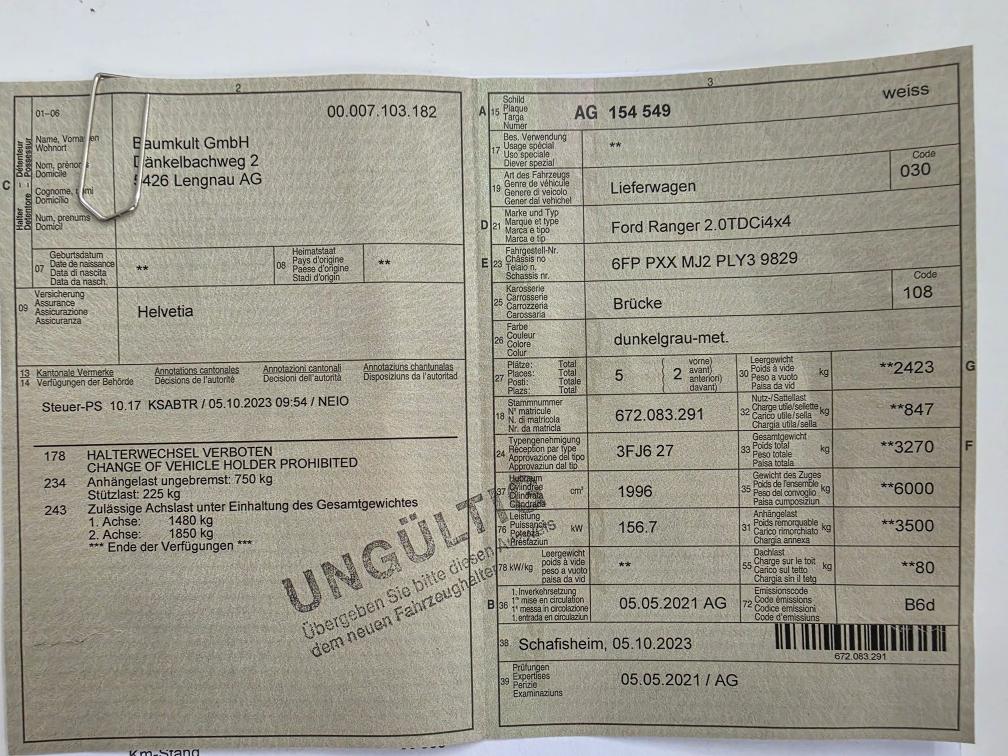 2
01–06
00.007.103.182
Name, Vornamen
Wohnort
Nom, prénoms
Domicile
Cognome, nomi
Domicilio
Num, prenums
Domicil
C
Halter – Détenteur
Detentore – Possessur
Baumkult GmbH
Dänkelbachweg 2
5426 Lengnau AG
07
Geburtsdatum
Date de naissance
Data di nascita
Data da nasch.
**
08
Heimatstaat
Pays d'origine
Paese d'origine
Stadi d'origin
**
09
Versicherung
Assurance
Assicurazione
Assicuranza
Helvetia
13 Kantonale Vermerke Annotations cantonales Annotazioni cantonali Annotaziuns chantunalas
14 Verfügungen der Behörde Décisions de l'autorité Decisioni dell'autorità Disposiziuns da l'autoritad
Steuer-PS 10.17 KSABTR / 05.10.2023 09:54 / NEIO
178 HALTERWECHSEL VERBOTEN
CHANGE OF VEHICLE HOLDER PROHIBITED
234 Anhängelast ungebremst: 750 kg
Stützlast: 225 kg
243 Zulässige Achslast unter Einhaltung des Gesamtgewichtes
1. Achse: 1480 kg
2. Achse: 1850 kg
*** Ende der Verfügungen ***
UNGÜLTIG
Übergeben Sie bitte diesen
dem neuen Fahrzeughalter
Km-Stand
3
A 15
Schild
Plaque
Targa
Numer
AG 154 549
weiss
17
Bes. Verwendung
Usage spécial
Uso speciale
Diever spezial
**
19
Art des Fahrzeugs
Genre de véhicule
Genere di veicolo
Gener dal vehichel
Lieferwagen
Code
030
D 21
Marke und Typ
Marque et type
Marca e tipo
Marca e tip
Ford Ranger 2.0TDCi4x4
E 23
Fahrgestell-Nr.
Châssis no
Telaio n.
Schassis nr.
6FP PXX MJ2 PLY3 9829
25
Karosserie
Carrosserie
Carrozzeria
Carossaria
Brücke
Code
108
26
Farbe
Couleur
Colore
Colur
dunkelgrau-met.
27
Plätze: Total
Places: Total
Posti: Totale
Plazs: Total
5
2
vorne)
avant)
anteriori)
davant)
30
Leergewicht
Poids à vide
Peso a vuoto
Paisa da vid
kg
**2423
G
18
Stammnummer
N° matricule
N. di matricola
Nr. da matricla
672.083.291
32
Nutz-/Sattellast
Charge utile/sellette
Carico utile/sella
Chargia utila/sella
kg
**847
24
Typengenehmigung
Réception par type
Approvazione del tipo
Approvaziun dal tip
3FJ6 27
33
Gesamtgewicht
Poids total
Peso totale
Paisa totala
kg
**3270
F
37
Hubraum
Cylindrée
Cilindrata
Cilindrada
cm³
1996
35
Gewicht des Zuges
Poids de l'ensemble
Peso del convoglio
Paisa cumposiziun
kg
**6000
76
Leistung
Puissance
Potenza
Prestaziun
kW
156.7
31
Anhängelast
Poids remorquable
Carico rimorchiato
Chargia annexa
kg
**3500
78 kW/kg
Leergewicht
poids à vide
peso a vuoto
paisa da vid
**
55
Dachlast
Charge sur le toit
Carico sul tetto
Chargia sin il tetg
kg
**80
B 36
1. Inverkehrsetzung
1re mise en circulation
1a messa in circolazione
1. entrada en circulaziun
05.05.2021 AG
72
Emissionscode
Code émissions
Codice emissioni
Code d'emissiuns
B6d
38 Schafisheim, 05.10.2023
672.083.291
39
Prüfungen
Expertises
Perizie
Examinaziuns
05.05.2021 / AG